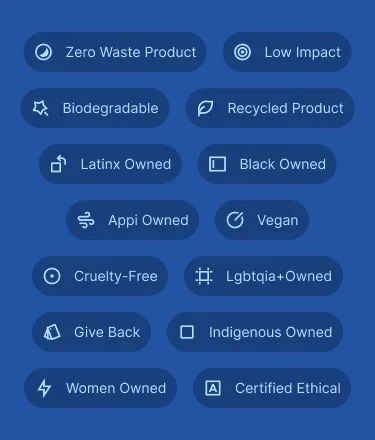 Zero Waste Product Low Impact
Biodegradable Recycled Product
Latinx Owned Black Owned
Appi Owned Vegan
Cruelty-Free Lgbtqia+Owned
Give Back Indigenous Owned
Women Owned Certified Ethical